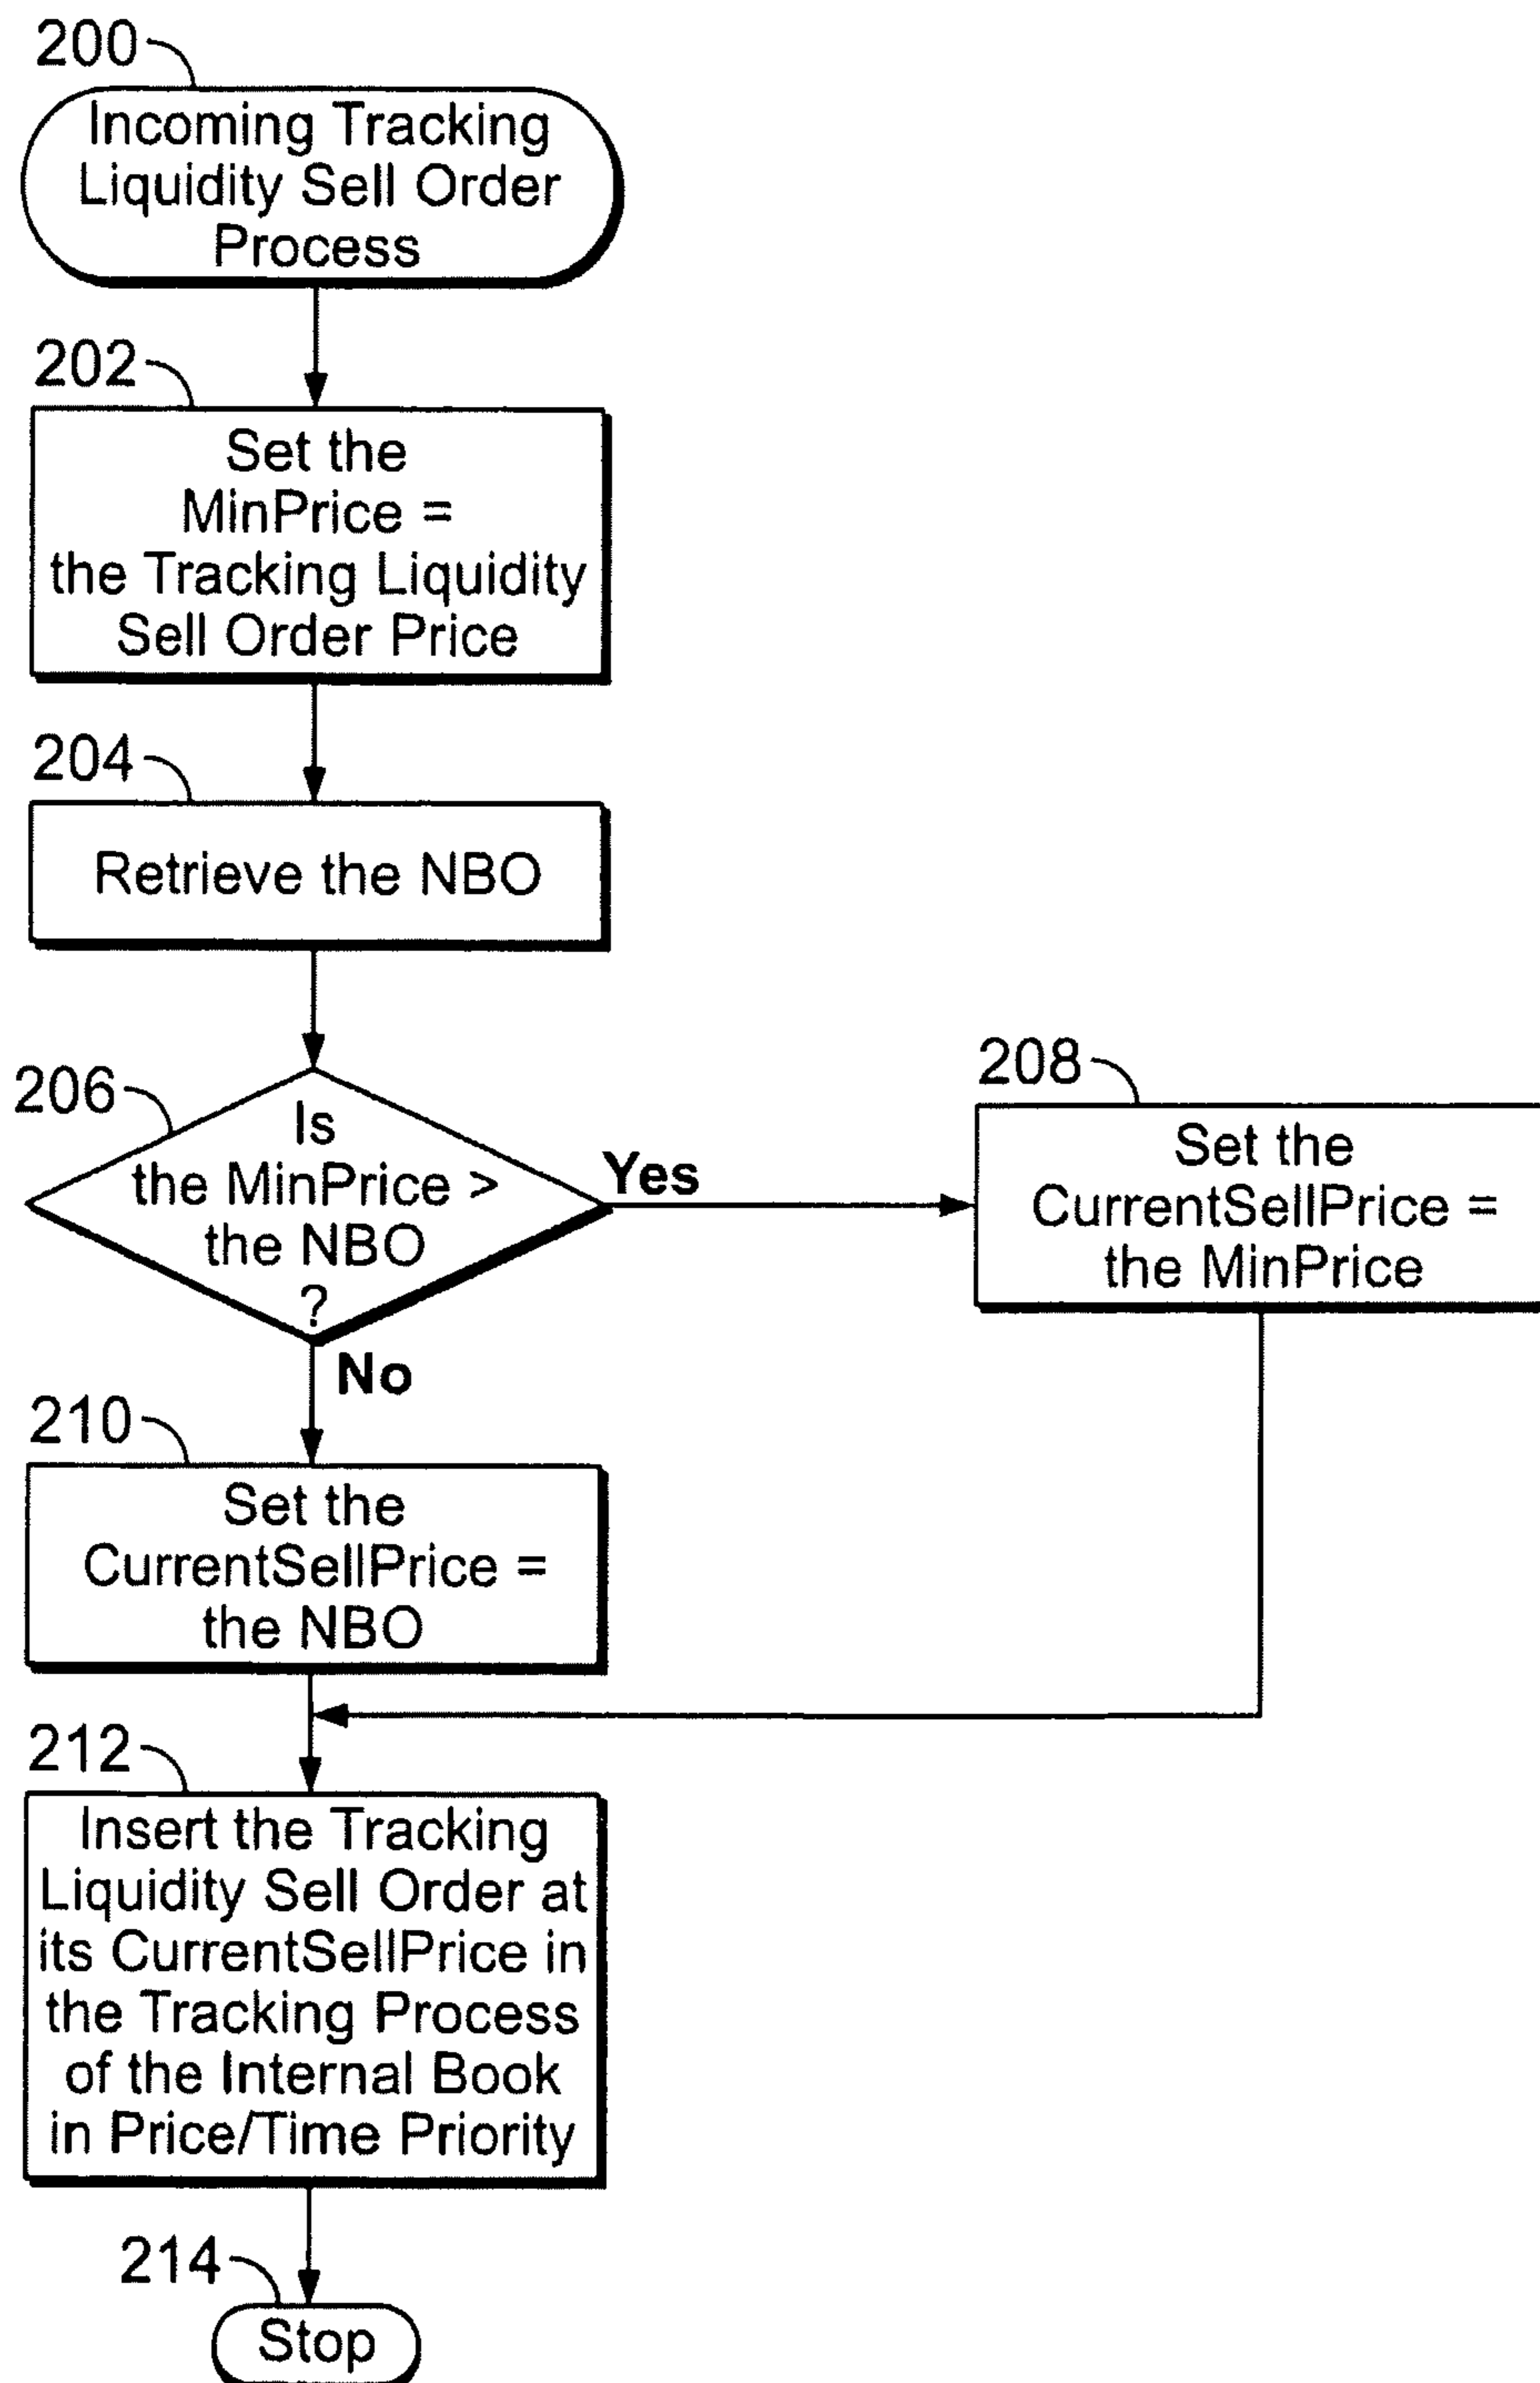 200
Incoming Tracking
Liquidity Sell Order
Process
202
Set the
MinPrice =
the Tracking Liquidity
Sell Order Price
204
Retrieve the NBO
206
Is
the MinPrice >
the NBO
?
Yes
208
Set the
CurrentSellPrice =
the MinPrice
No
210
Set the
CurrentSellPrice =
the NBO
212
Insert the Tracking
Liquidity Sell Order at
its CurrentSellPrice in
the Tracking Process
of the Internal Book
in Price/Time Priority
214
Stop